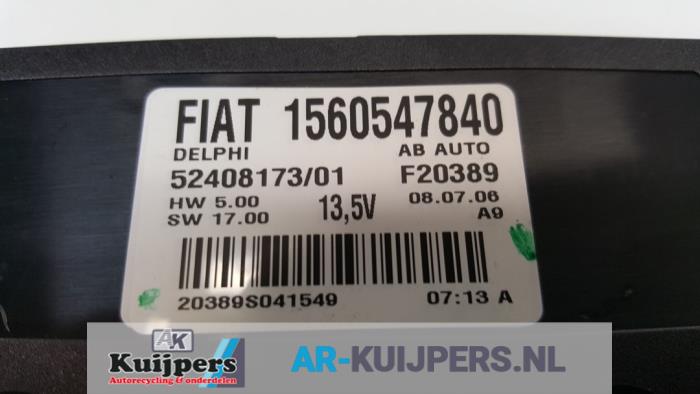 FIAT 1560547840
DELPHI AB AUTO
52408173/01 F20389
HW 5.00 13,5V 08.07.06
SW 17.00 A9
20389S041549 07:13 A
AK
Kuijpers
Autorecycling & onderdelen
AR-KUIJPERS.NL